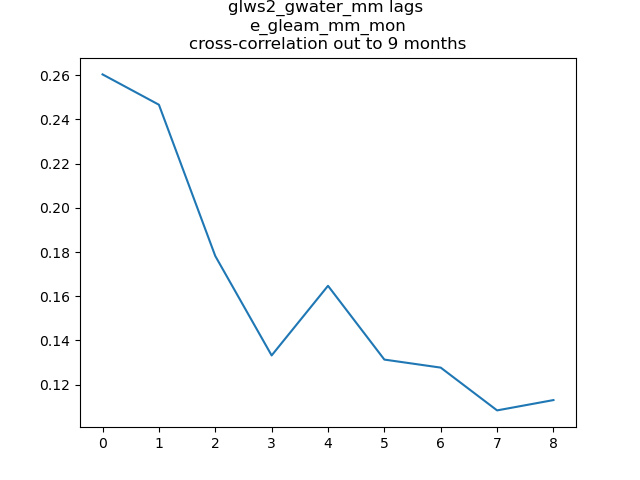 glws2_gwater_mm lags
e_gleam_mm_mon
cross-correlation out to 9 months
0.26
0.24
0.22
0.20
0.18
0.16
0.14
0.12
0 1 2 3 4 5 6 7 8